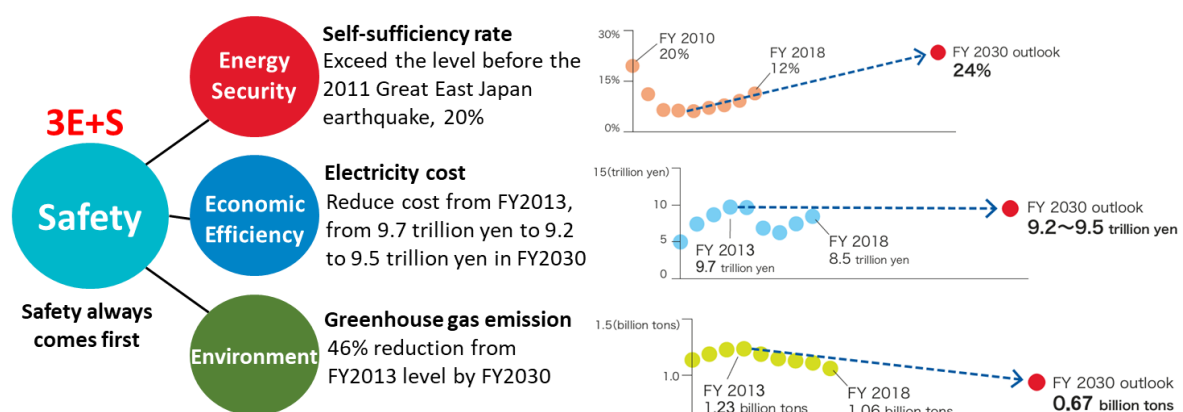 3E+S
Safety
Safety always
comes first
Energy
Security
Self-sufficiency rate
Exceed the level before the
2011 Great East Japan
earthquake, 20%
30%
15%
0%
FY 2010
20%
FY 2018
12%
FY 2030 outlook
24%
Economic
Efficiency
Electricity cost
Reduce cost from FY2013,
from 9.7 trillion yen to 9.2
to 9.5 trillion yen in FY2030
15(trillion yen)
10
5
0
FY 2013
9.7 trillion yen
FY 2018
8.5 trillion yen
FY 2030 outlook
9.2～9.5 trillion yen
Environment
Greenhouse gas emission
46% reduction from
FY2013 level by FY2030
1.5(billion tons)
1.0
FY 2013
1.23 billion tons
FY 2018
1.06 billion tons
FY 2030 outlook
0.67 billion tons